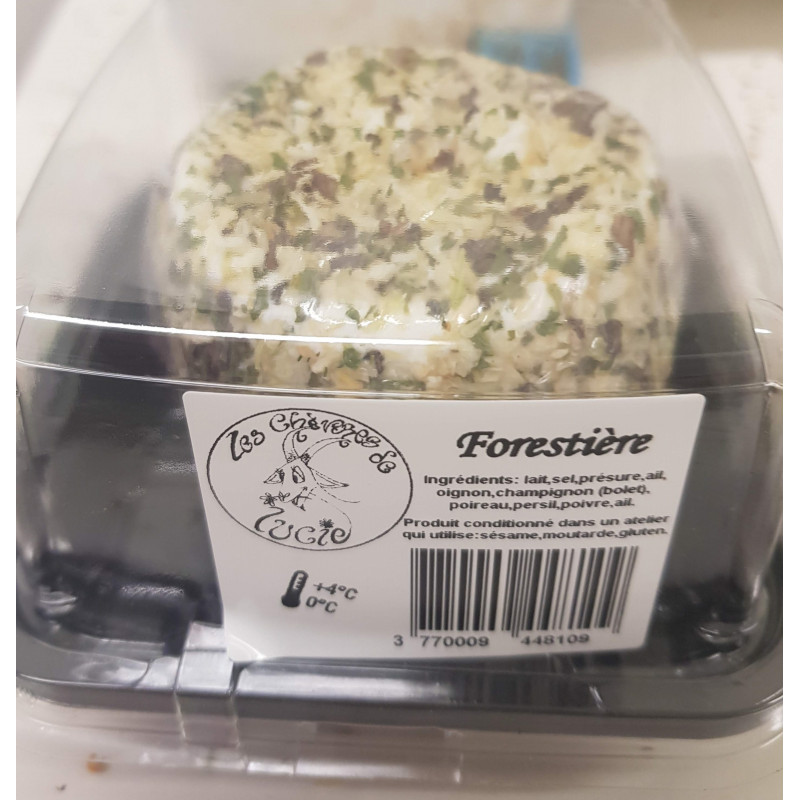 Les Chèvres de
Lucie
Forestière
Ingrédients: lait,sel,présure,ail,
oignon,champignon (bolet),
poireau,persil,poivre,ail.
Produit conditionné dans un atelier
qui utilise:sésame,moutarde,gluten.
+4°C
0°C
3 770009 448109